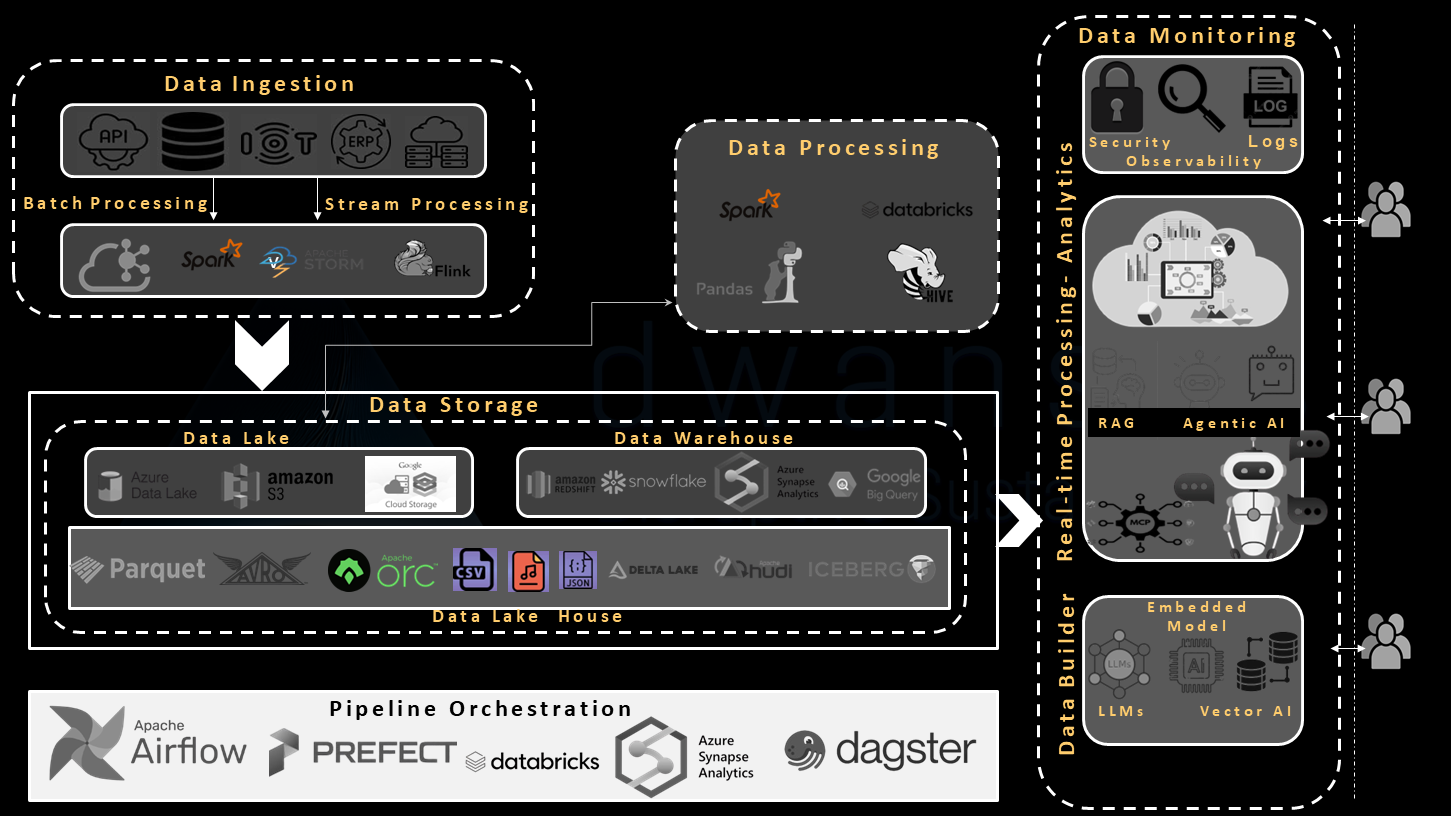 Data Ingestion
API
IOT
ERP
Batch Processing
Stream Processing
Spark
APACHE
STORM
Flink
Data Processing
Spark
databricks
Pandas
HIVE
Data Storage
Data Lake
Azure
Data Lake
amazon
S3
Google
Cloud Storage
Data Warehouse
amazon
REDSHIFT
snowflake
Azure
Synapse
Analytics
Google
Big Query
Parquet
AVRO
Apache
orc
CSV
JSON
DELTA LAKE
hudi
ICEBERG
Data Lake House
Pipeline Orchestration
Apache
Airflow
PREFECT
databricks
Azure
Synapse
Analytics
dagster
Data Monitoring
LOG
Security
Logs
Observability
Real-time Processing- Analytics
RAG
Agentic AI
MCP
Data Builder
Embedded
Model
LLMs
Ai
LLMs
Vector AI
dwan
Sust